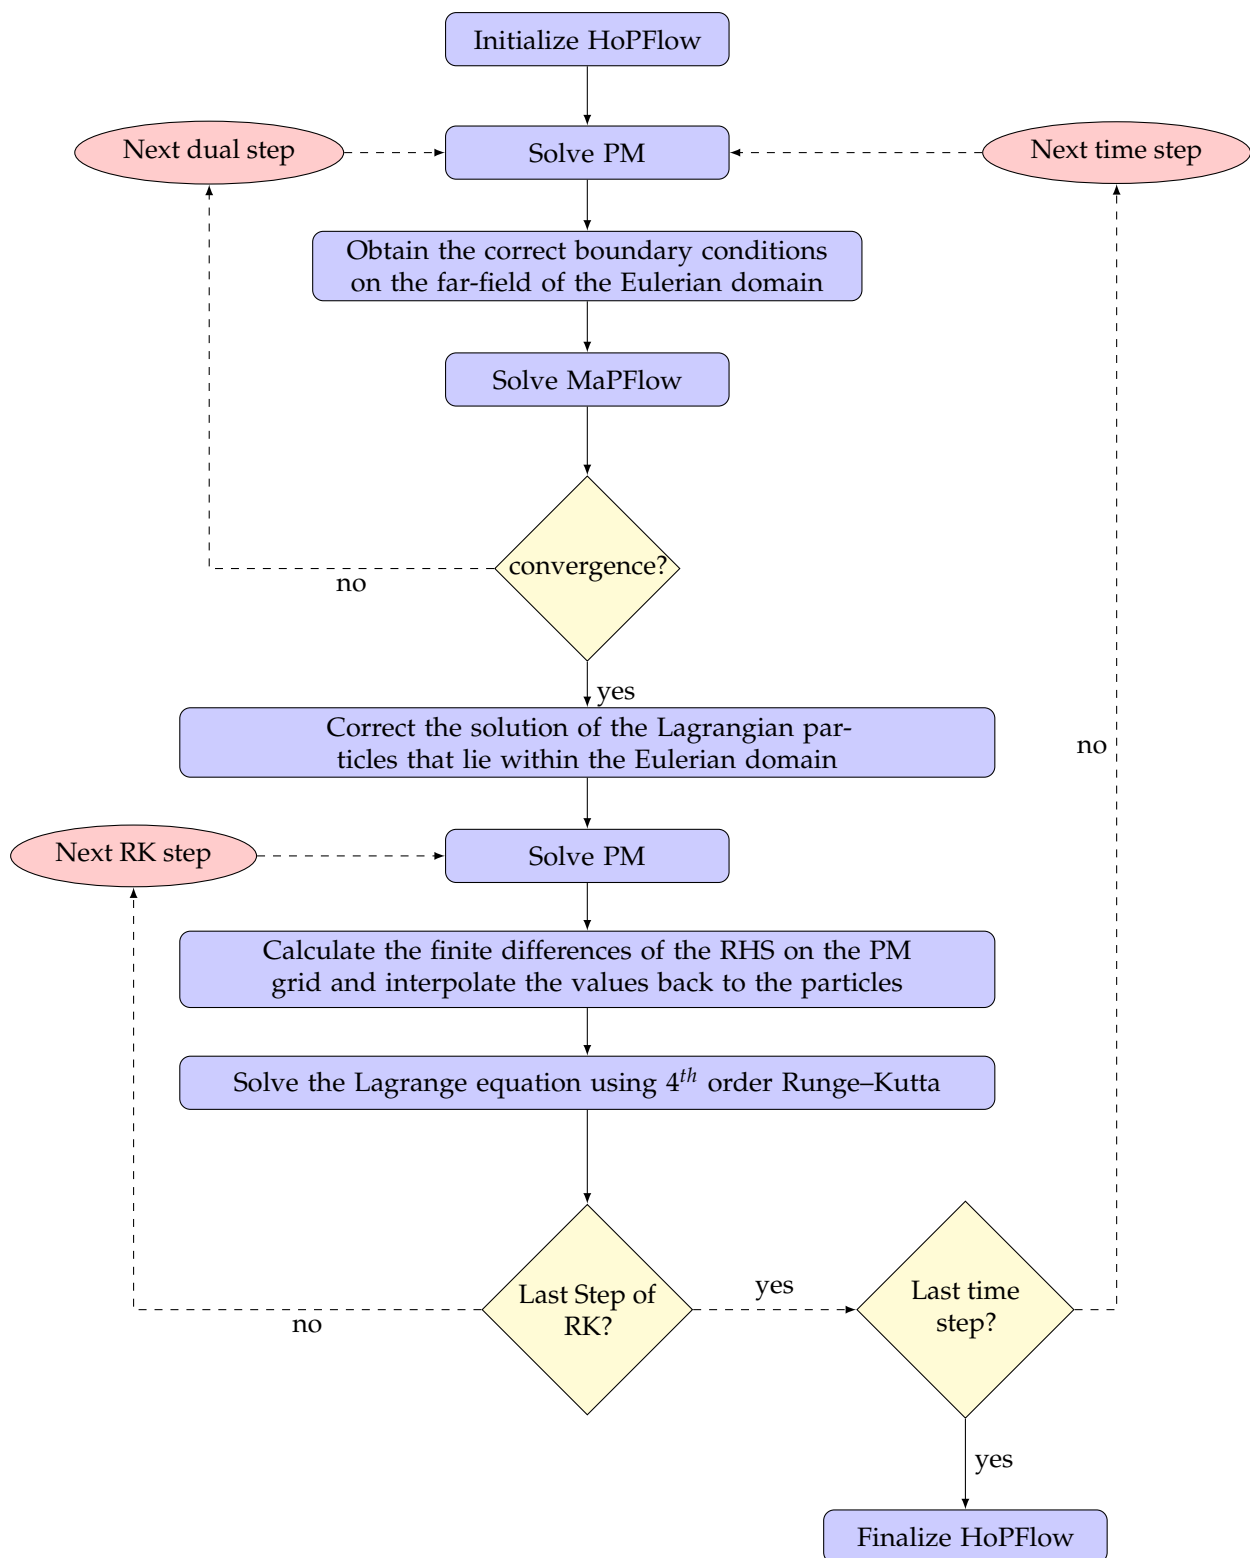 Initialize HoPFlow
Next dual step
Solve PM
Next time step
Obtain the correct boundary conditions
on the far-field of the Eulerian domain
Solve MaPFlow
convergence?
no
yes
Correct the solution of the Lagrangian par-
ticles that lie within the Eulerian domain
no
Next RK step
Solve PM
Calculate the finite differences of the RHS on the PM
grid and interpolate the values back to the particles
Solve the Lagrange equation using 4th order Runge–Kutta
Last Step of
RK?
no
yes
Last time
step?
yes
Finalize HoPFlow